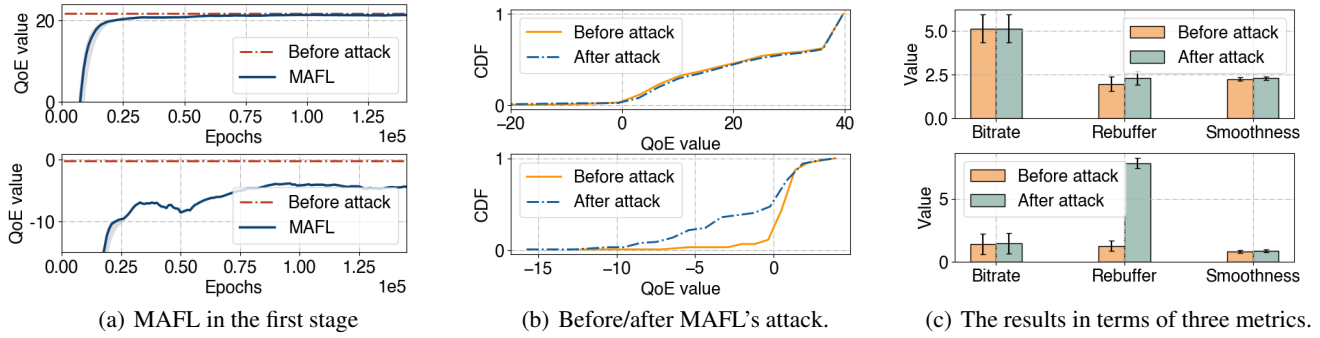 QoE value
20
0
Before attack
MAFL
0.00 0.25 0.50 0.75 1.00 1.25
Epochs 1e5
QoE value
0
-10
Before attack
MAFL
0.00 0.25 0.50 0.75 1.00 1.25
Epochs 1e5
(a) MAFL in the first stage
CDF
1
0
Before attack
After attack
-20 0 20 40
QoE value
CDF
1
0
Before attack
After attack
−15 −10 −5 0
QoE value
(b) Before/after MAFL's attack.
Value
5.0
2.5
0.0
Before attack
After attack
Bitrate Rebuffer Smoothness
Value
5
0
Before attack
After attack
Bitrate Rebuffer Smoothness
(c) The results in terms of three metrics.